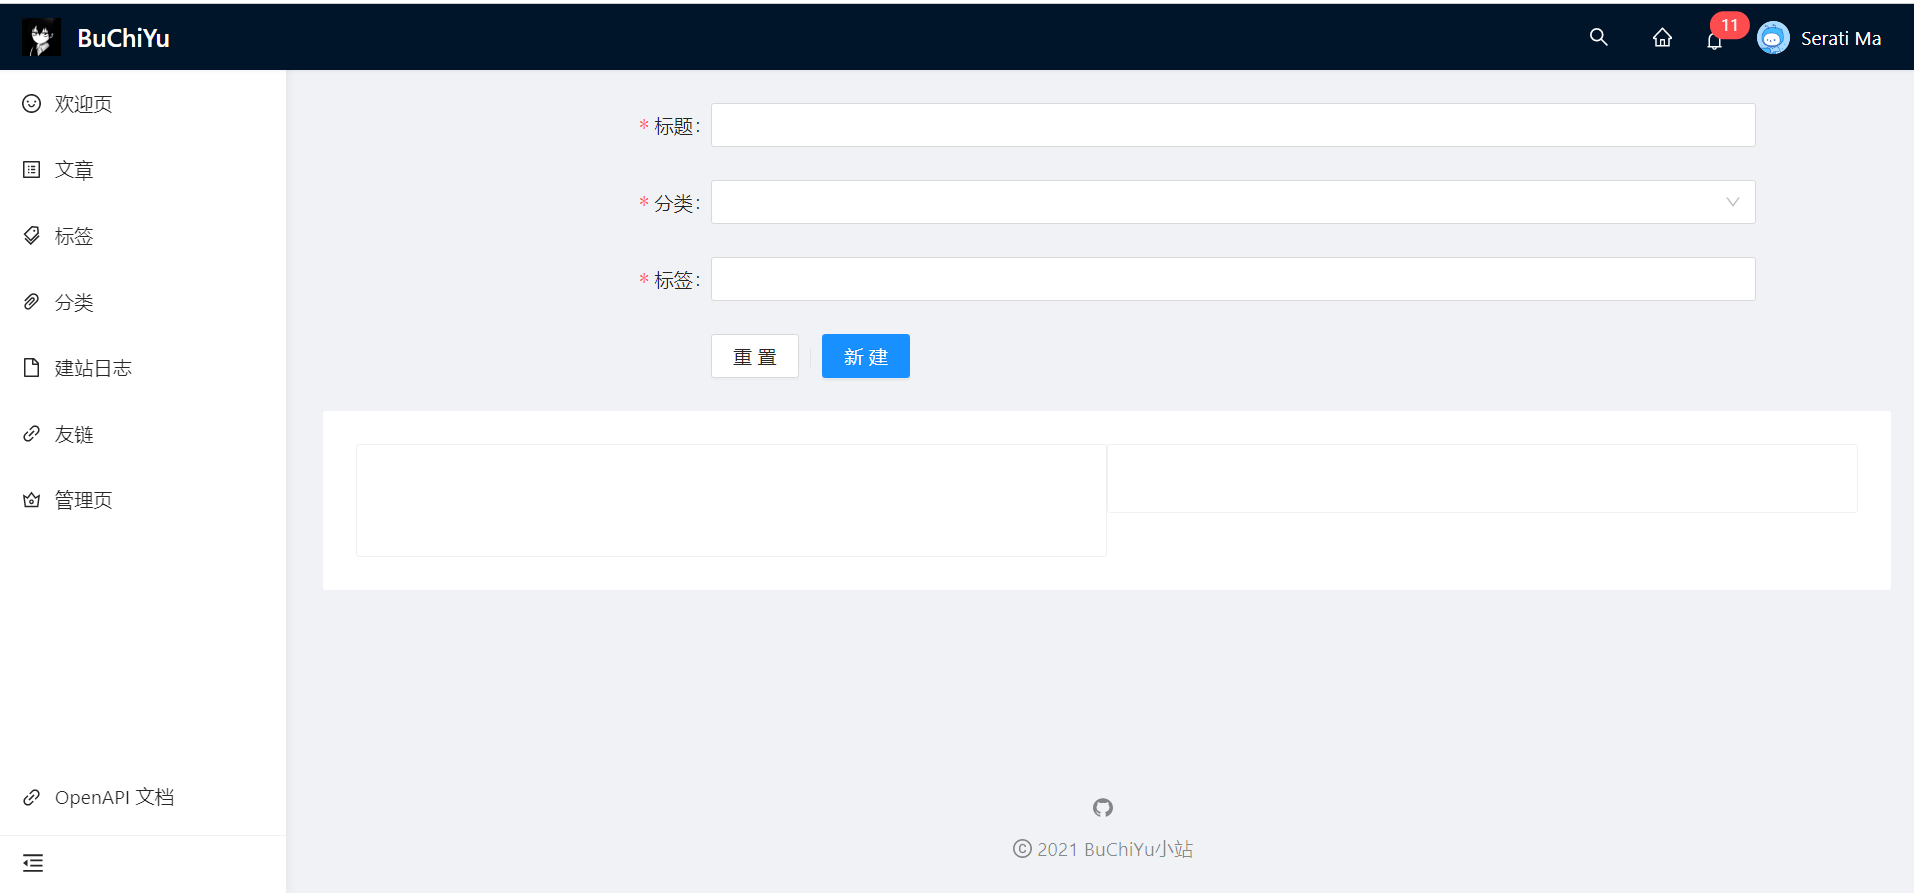 BuChiYu
11
Serati Ma
欢迎页
文章
标签
分类
建站日志
友链
管理页
OpenAPI 文档
* 标题:
* 分类:
* 标签:
重 置
新 建
© 2021 BuChiYu小站